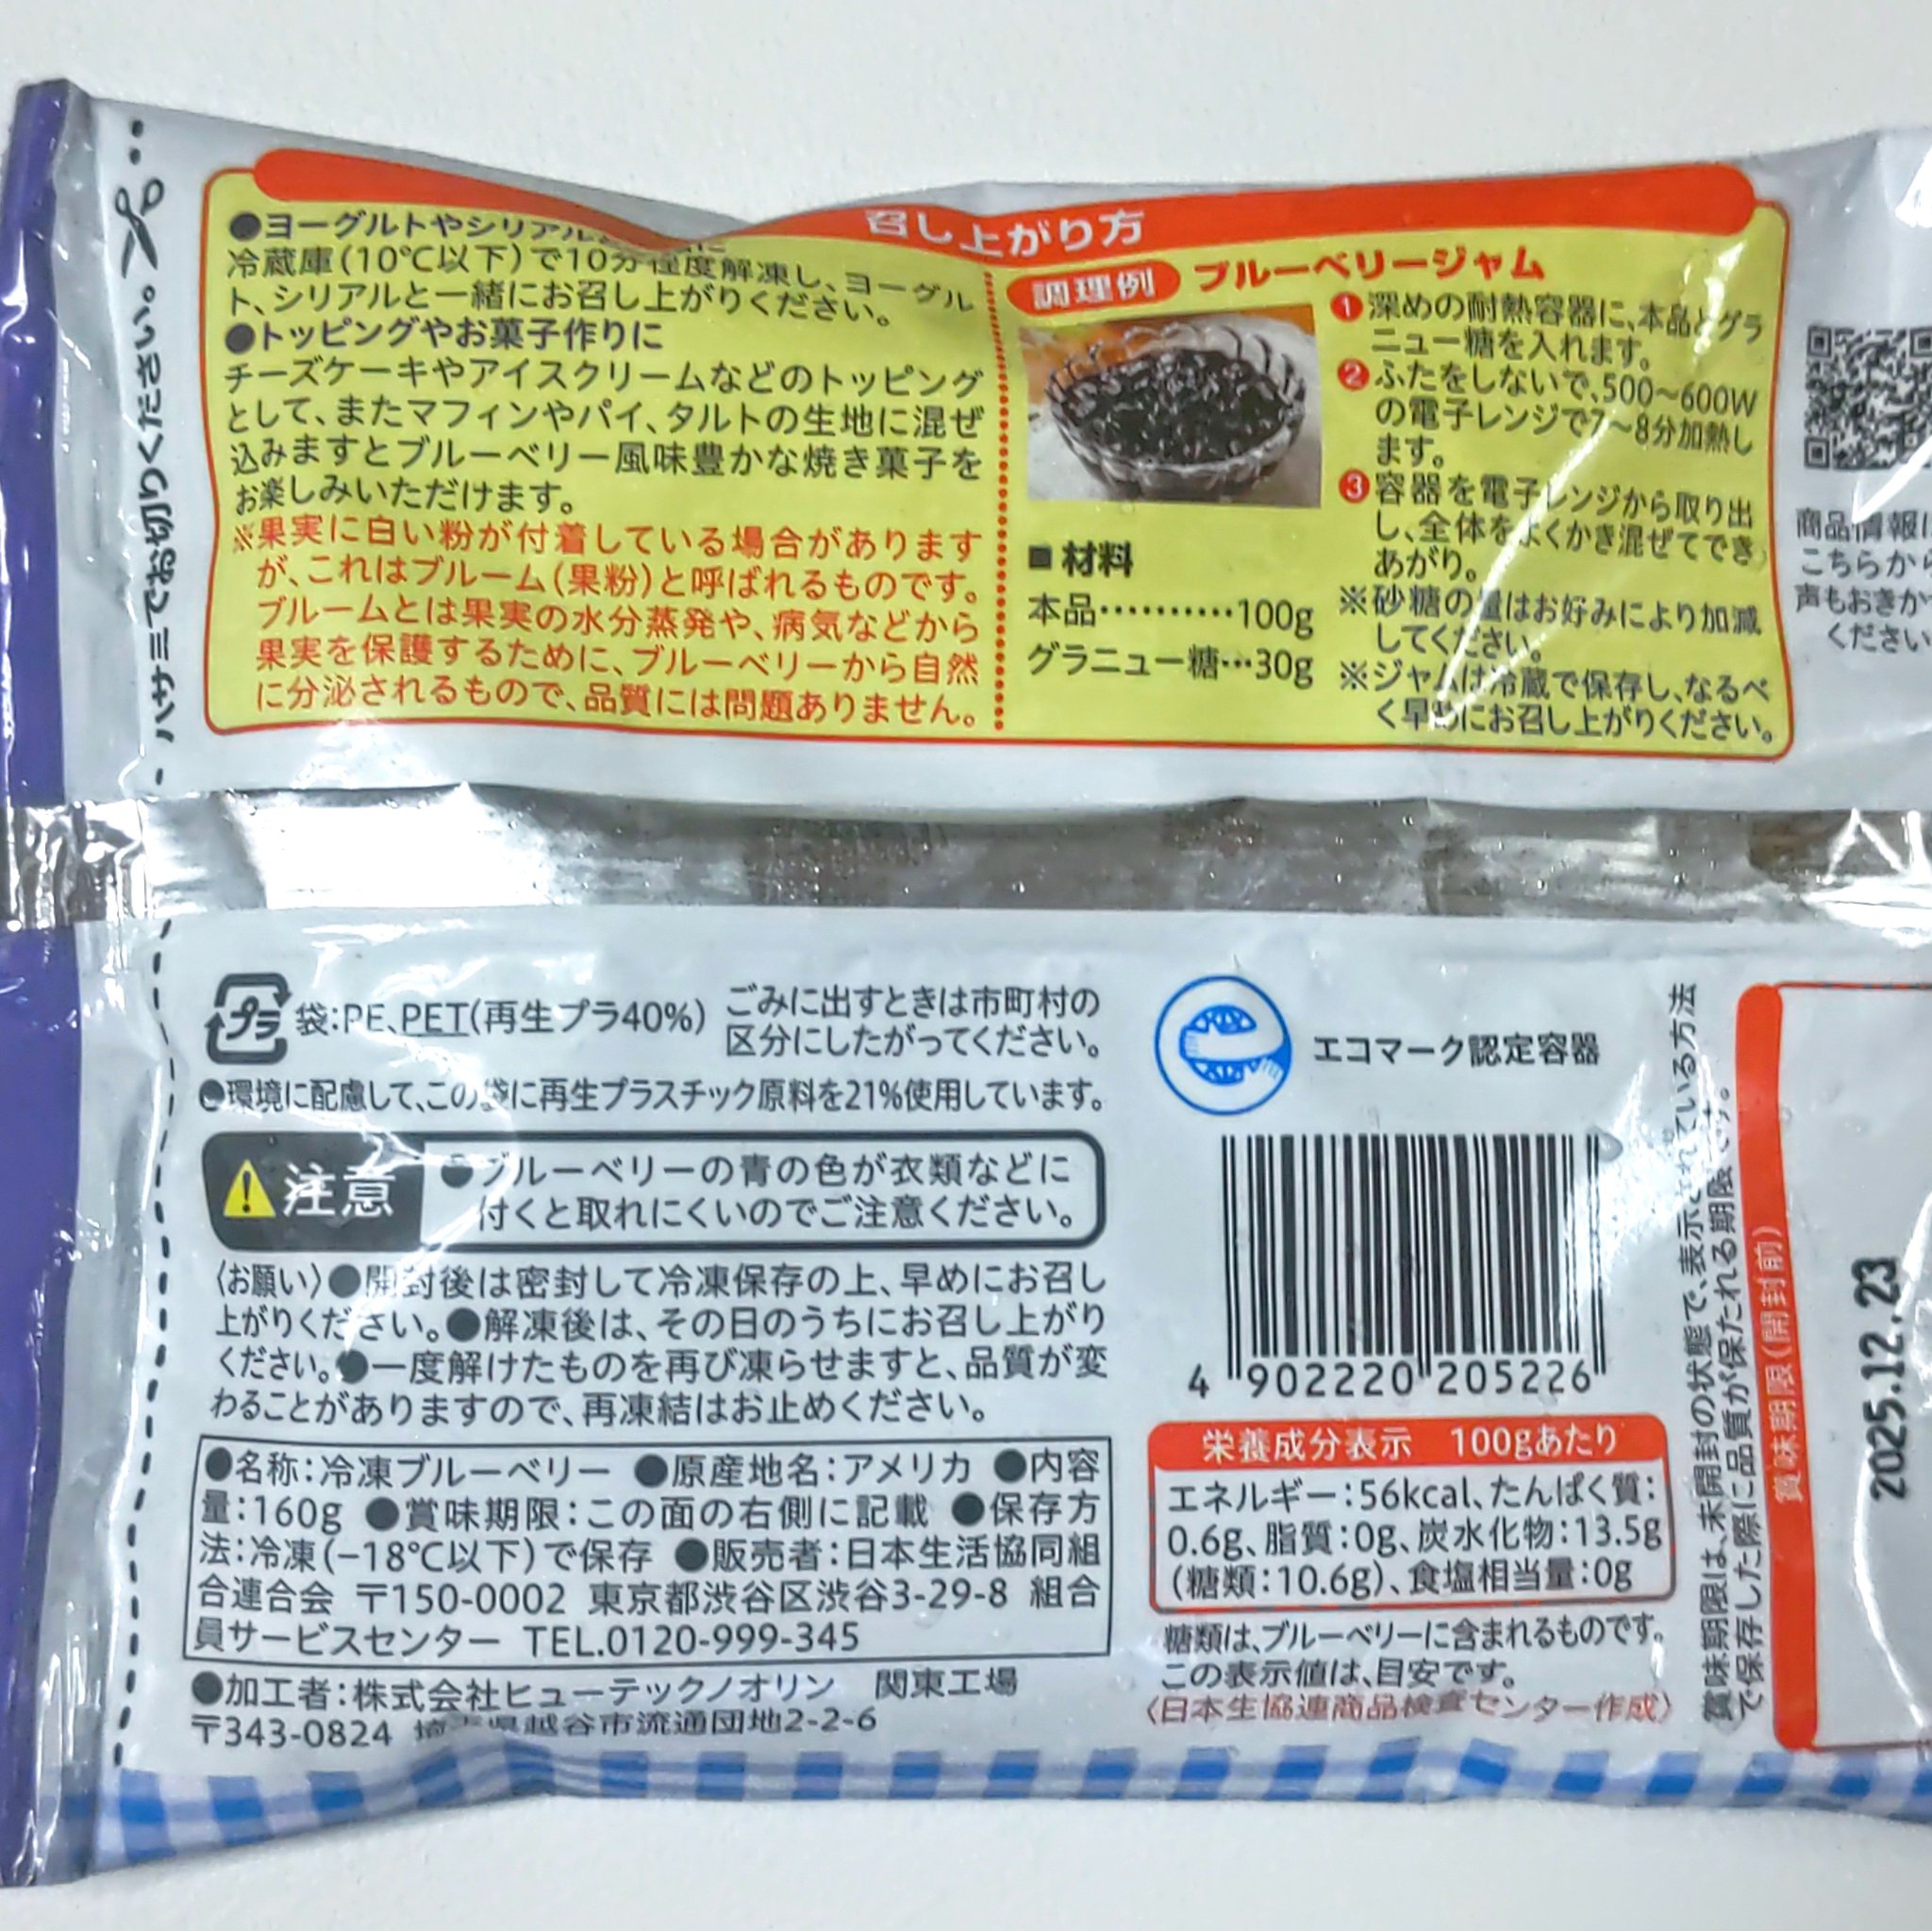 ハサミでお切りください。
召し上がり方
●ヨーグルトやシリアル
冷蔵庫(10℃以下)で10分程度解凍し、ヨーグル
ト、シリアルと一緒にお召し上がりください。
●トッピングやお菓子作りに
チーズケーキやアイスクリームなどのトッピング
として、またマフィンやパイ、タルトの生地に混ぜ
込みますとブルーベリー風味豊かな焼き菓子を
お楽しみいただけます。
※果実に白い粉が付着している場合があります
が、これはブルーム(果粉)と呼ばれるものです。
ブルームとは果実の水分蒸発や、病気などから
果実を保護するために、ブルーベリーから自然
に分泌されるもので、品質には問題ありません。
調理例 ブルーベリージャム
■材料
本品‥‥‥‥‥100g
グラニュー糖…30g
❶深めの耐熱容器に、本品とグラ
ニュー糖を入れます。
❷ふたをしないで、500〜600W
の電子レンジで7〜8分加熱し
ます。
❸容器を電子レンジから取り出
し、全体をよくかき混ぜてでき
あがり。
※砂糖の量はお好みにより加減
してください。
※ジャムは冷蔵で保存し、なるべ
く早めにお召し上がりください。
商品情報
こちらか
声もおきか
ください
プラ 袋:PE、PET(再生プラ40%)
ごみに出すときは市町村の
区分にしたがってください。
●環境に配慮して、この袋に再生プラスチック原料を21%使用しています。
エコマーク認定容器
注意
●ブルーベリーの青の色が衣類などに
付くと取れにくいのでご注意ください。
〈お願い〉●開封後は密封して冷凍保存の上、早めにお召し
上がりください。●解凍後は、その日のうちにお召し上がり
ください。●一度解けたものを再び凍らせますと、品質が変
わることがありますので、再凍結はお止めください。
●名称:冷凍ブルーベリー ●原産地名:アメリカ ●内容
量:160g ●賞味期限:この面の右側に記載 ●保存方
法:冷凍(−18℃以下)で保存 ●販売者:日本生活協同組
合連合会 〒150-0002 東京都渋谷区渋谷3-29-8 組合
員サービスセンター TEL.0120-999-345
●加工者:株式会社ヒューテックノオリン 関東工場
〒343-0824 埼玉県越谷市流通団地2-2-6
4 902220 205226
栄養成分表示 100gあたり
エネルギー:56kcal、たんぱく質:
0.6g、脂質:0g、炭水化物:13.5g
(糖類:10.6g)、食塩相当量:0g
糖類は、ブルーベリーに含まれるものです。
この表示値は、目安です。
〈日本生協連商品検査センター作成〉
賞味期限は、未開封の状態で、表示されている方法
で保存した際に品質が保たれる期限です。
賞味期限(開封前)
2025.12.23